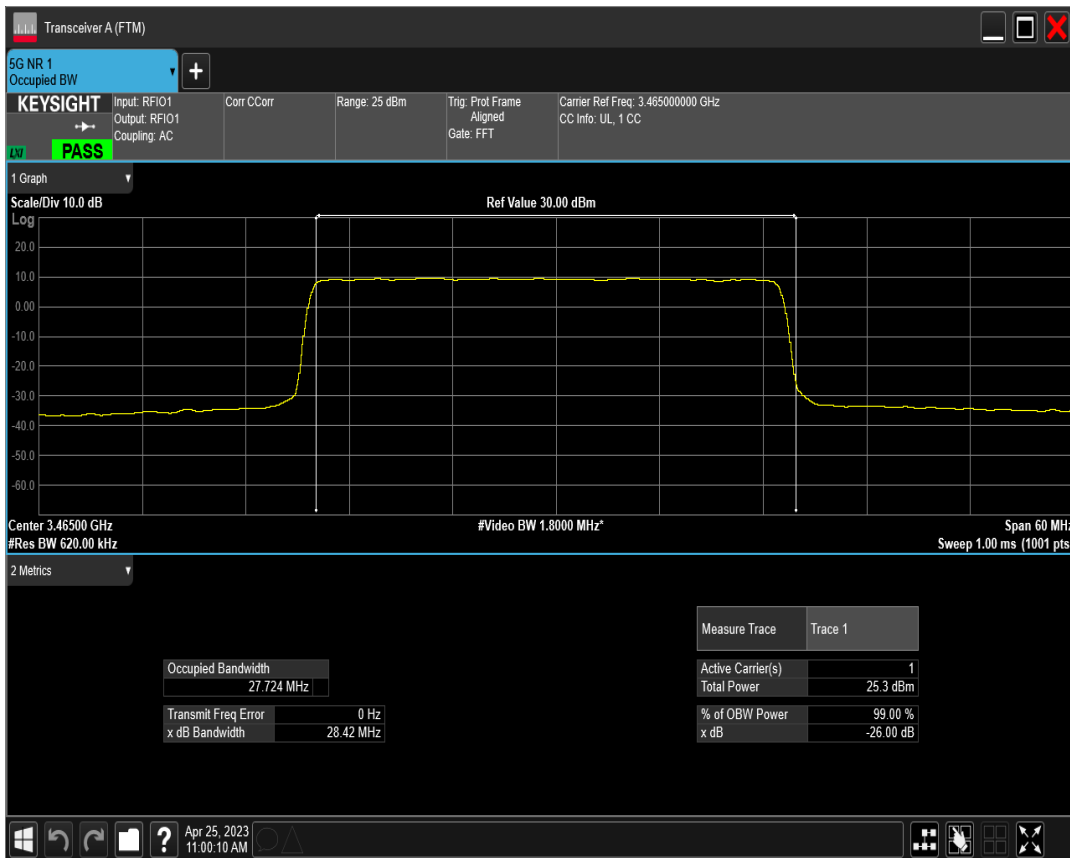 Transceiver A (FTM)
5G NR 1
Occupied BW
+
KEYSIGHT
LXI
PASS
Input: RFIO1
Output: RFIO1
Coupling: AC
Corr CCorr
Range: 25 dBm
Trig: Prot Frame
Aligned
Gate: FFT
Carrier Ref Freq: 3.465000000 GHz
CC Info: UL, 1 CC
1 Graph
Scale/Div 10.0 dB
Ref Value 30.00 dBm
Log
20.0
10.0
0.00
-10.0
-20.0
-30.0
-40.0
-50.0
-60.0
Center 3.46500 GHz
#Video BW 1.8000 MHz*
Span 60 MHz
#Res BW 620.00 kHz
Sweep 1.00 ms (1001 pts
2 Metrics
Measure Trace Trace 1
Occupied Bandwidth
27.724 MHz
Active Carrier(s) 1
Total Power 25.3 dBm
Transmit Freq Error 0 Hz
x dB Bandwidth 28.42 MHz
% of OBW Power 99.00 %
x dB -26.00 dB
?
Apr 25, 2023
11:00:10 AM